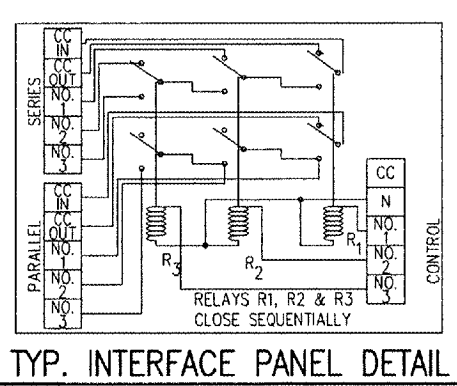 SERIES
CC
IN
CC
OUT
NO.
1
NO.
2
NO.
3
PARALLEL
CC
IN
CC
OUT
NO.
1
NO.
2
NO.
3
R3
R2
R1
CC
N
NO.
1
NO.
2
NO.
3
CONTROL
RELAYS R1, R2 & R3
CLOSE SEQUENTIALLY
TYP. INTERFACE PANEL DETAIL